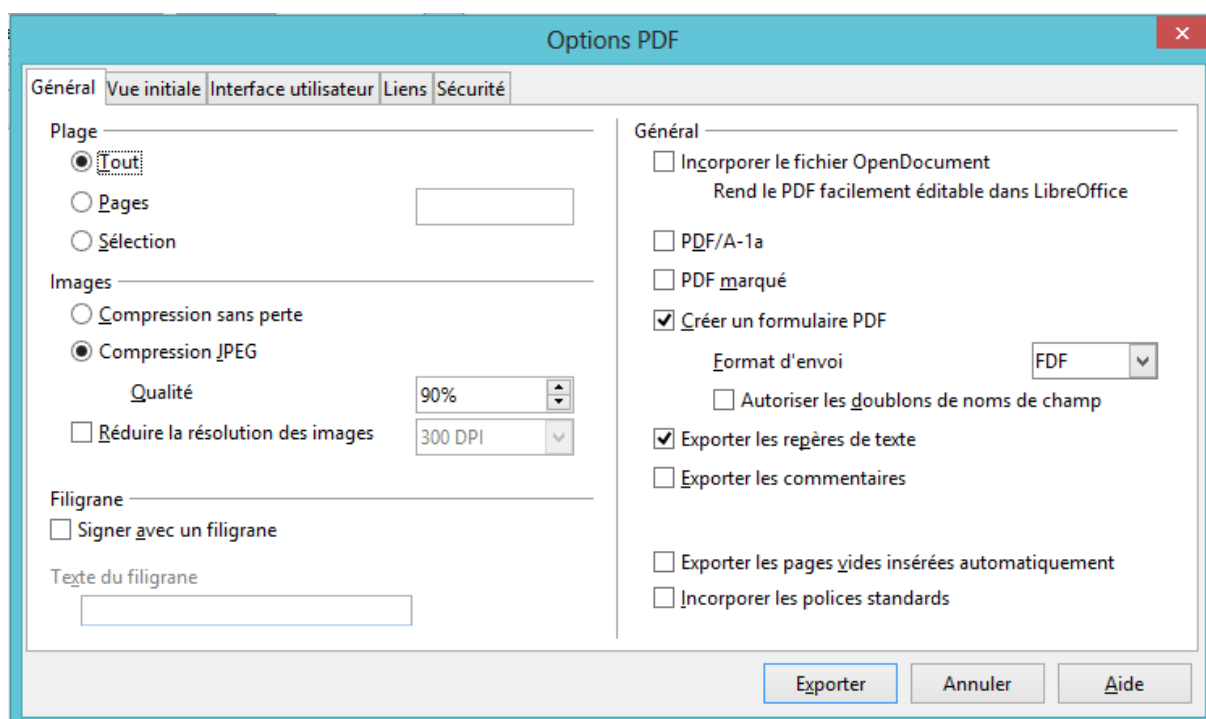 Options PDF
Général Vue initiale Interface utilisateur Liens Sécurité
Plage
Tout
Pages
Sélection
Images
Compression sans perte
Compression JPEG
Qualité 90%
Réduire la résolution des images 300 DPI
Filigrane
Signer avec un filigrane
Texte du filigrane
Général
Incorporer le fichier OpenDocument
Rend le PDF facilement éditable dans LibreOffice
PDF/A-1a
PDF marqué
Créer un formulaire PDF
Format d'envoi FDF
Autoriser les doublons de noms de champ
Exporter les repères de texte
Exporter les commentaires
Exporter les pages vides insérées automatiquement
Incorporer les polices standards
Exporter Annuler Aide